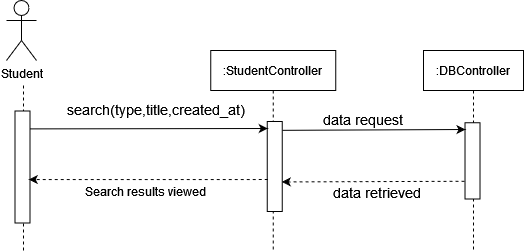 Student
:StudentController
:DBController
search(type,title,created_at)
data request
Search results viewed
data retrieved